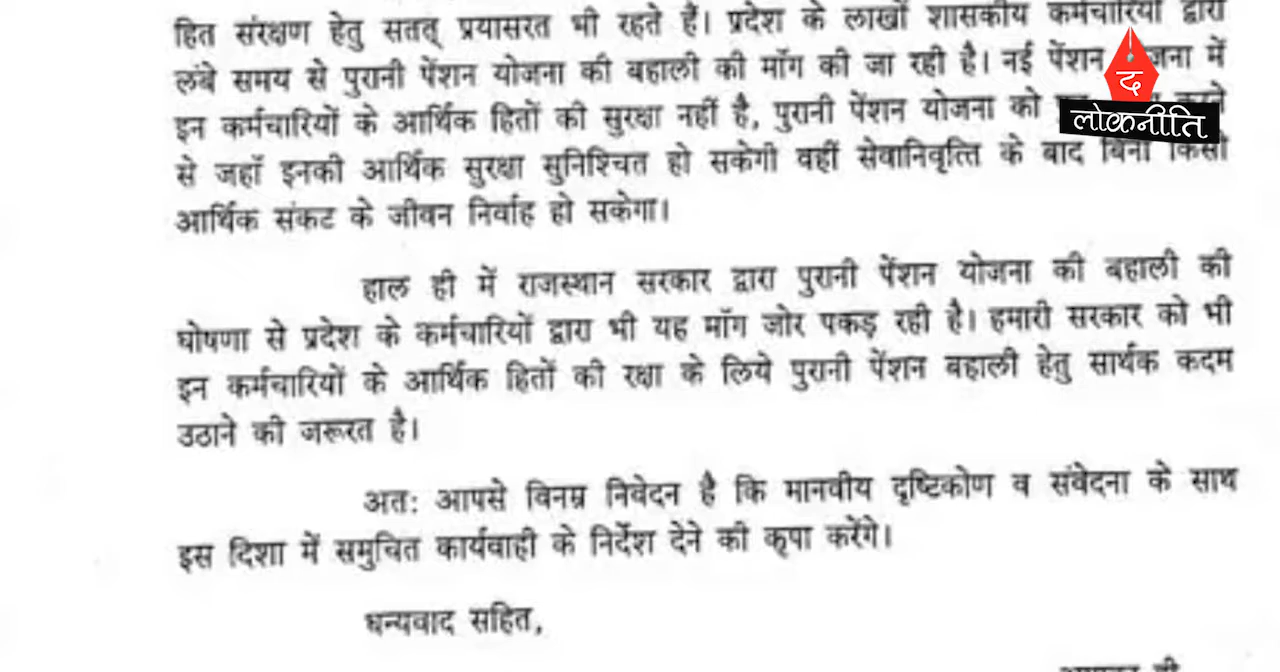 हित संरक्षण हेतु सतत् प्रयासरत भी रहते हैं। प्रदेश के लाखों शासकीय कर्मचारियों द्वारा
लंबे समय से पुरानी पेंशन योजना की बहाली की माँग की जा रही है। नई पेंशन में
इन कर्मचारियों के आर्थिक हितों की सुरक्षा नहीं है, पुरानी पेंशन योजना को
से जहाँ इनकी आर्थिक सुरक्षा सुनिश्चित हो सकेगी वहीं सेवानिवृत्ति के बाद बिना किसी
आर्थिक संकट के जीवन निर्वाह हो सकेगा।
हाल ही में राजस्थान सरकार द्वारा पुरानी पेंशन योजना की बहाली की
घोषणा से प्रदेश के कर्मचारियों द्वारा भी यह माँग जोर पकड़ रही है। हमारी सरकार को भी
इन कर्मचारियों के आर्थिक हितों की रक्षा के लिये पुरानी पेंशन बहाली हेतु सार्थक कदम
उठाने की जरूरत है।
अतः आपसे विनम्र निवेदन है कि मानवीय दृष्टिकोण व संवेदना के साथ
इस दिशा में समुचित कार्यवाही के निर्देश देने की कृपा करेंगे।
धन्यवाद सहित,
द
लोकनीति